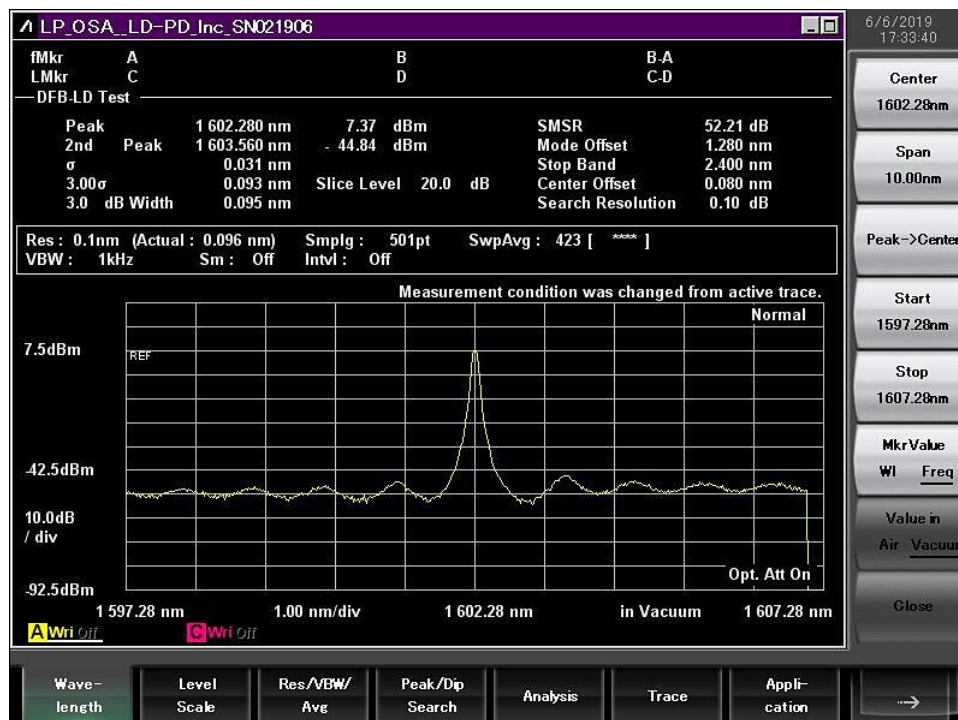 LP_OSA__LD-PD_Inc_SN021906
6/6/2019
17:33:40
fMkr A B B-A
LMkr C D C-D
DFB-LD Test
Peak 1 602.280 nm 7.37 dBm SMSR 52.21 dB
2nd Peak 1 603.560 nm - 44.84 dBm Mode Offset 1.280 nm
σ 0.031 nm Stop Band 2.400 nm
3.00σ 0.093 nm Slice Level 20.0 dB Center Offset 0.080 nm
3.0 dB Width 0.095 nm Search Resolution 0.10 dB
Res : 0.1nm (Actual : 0.096 nm) Smplg : 501pt SwpAvg : 423 [ **** ]
VBW : 1kHz Sm : Off Intvl : Off
Measurement condition was changed from active trace.
Normal
7.5dBm
REF
-42.5dBm
10.0dB
/ div
Opt. Att On
-92.5dBm
1 597.28 nm 1.00 nm/div 1 602.28 nm in Vacuum 1 607.28 nm
A Wri Off C Wri Off
Center
1602.28nm
Span
10.00nm
Peak->Center
Start
1597.28nm
Stop
1607.28nm
MkrValue
Wl Freq
Value in
Air Vacuu
Close
Wave-
length
Level
Scale
Res/VBW/
Avg
Peak/Dip
Search
Analysis
Trace
Appli-
cation